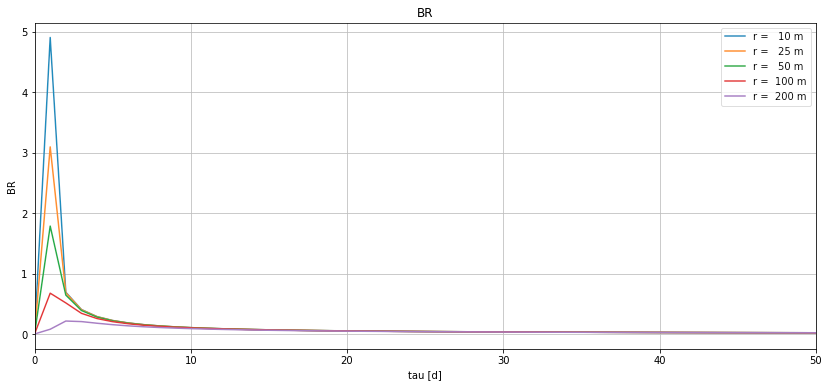 BR
r = 10 m
r = 25 m
r = 50 m
r = 100 m
r = 200 m
5
4
3
2
1
0
BR
0 10 20 30 40 50
tau [d]